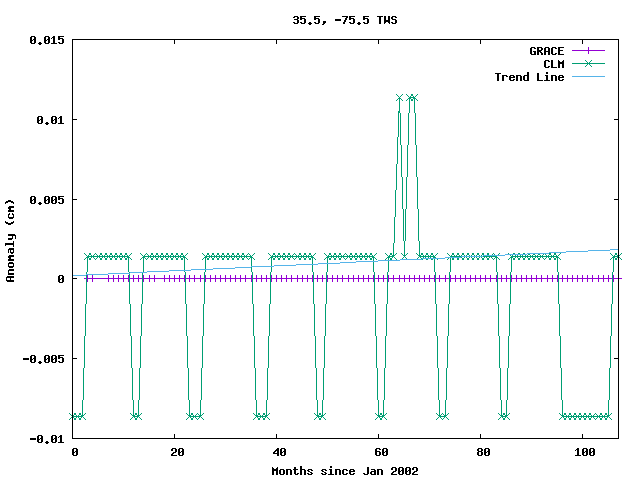 35.5, -75.5 TWS
GRACE
CLM
Trend Line
0.015
0.01
0.005
0
-0.005
-0.01
Anomaly (cm)
0 20 40 60 80 100
Months since Jan 2002